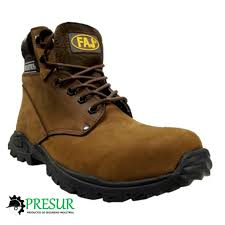 FAJ
PRESUR
PRODUCTOS DE SEGURIDAD INDUSTRIAL